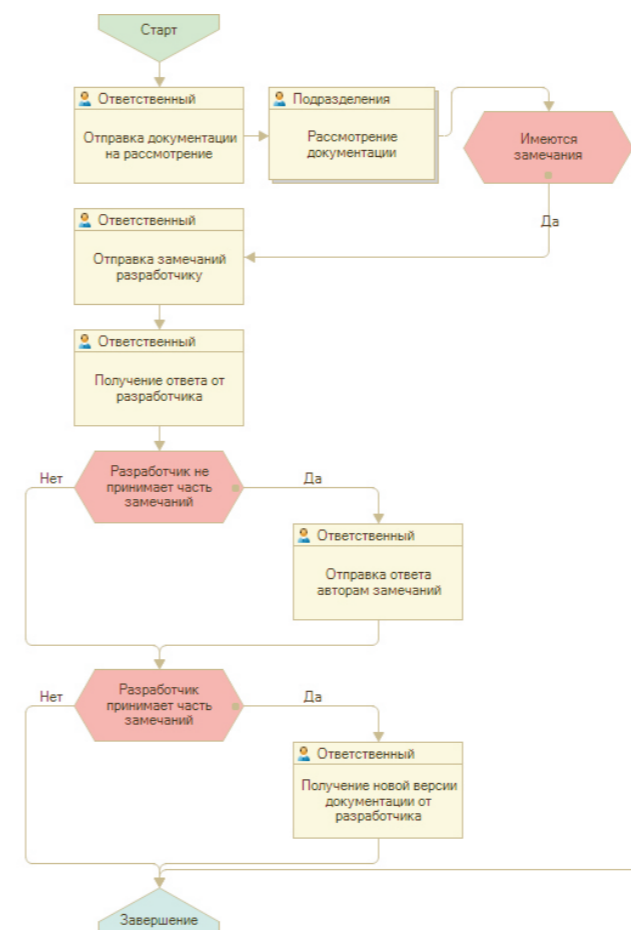 Старт
Ответственный
Отправка документации
на рассмотрение
Подразделения
Рассмотрение
документации
Имеются
замечания
Да
Ответственный
Отправка замечаний
разработчику
Ответственный
Получение ответа от
разработчика
Нет
Разработчик не
принимает часть
замечаний
Да
Ответственный
Отправка ответа
авторам замечаний
Нет
Разработчик
принимает часть
замечаний
Да
Ответственный
Получение новой версии
документации от
разработчика
Завершение